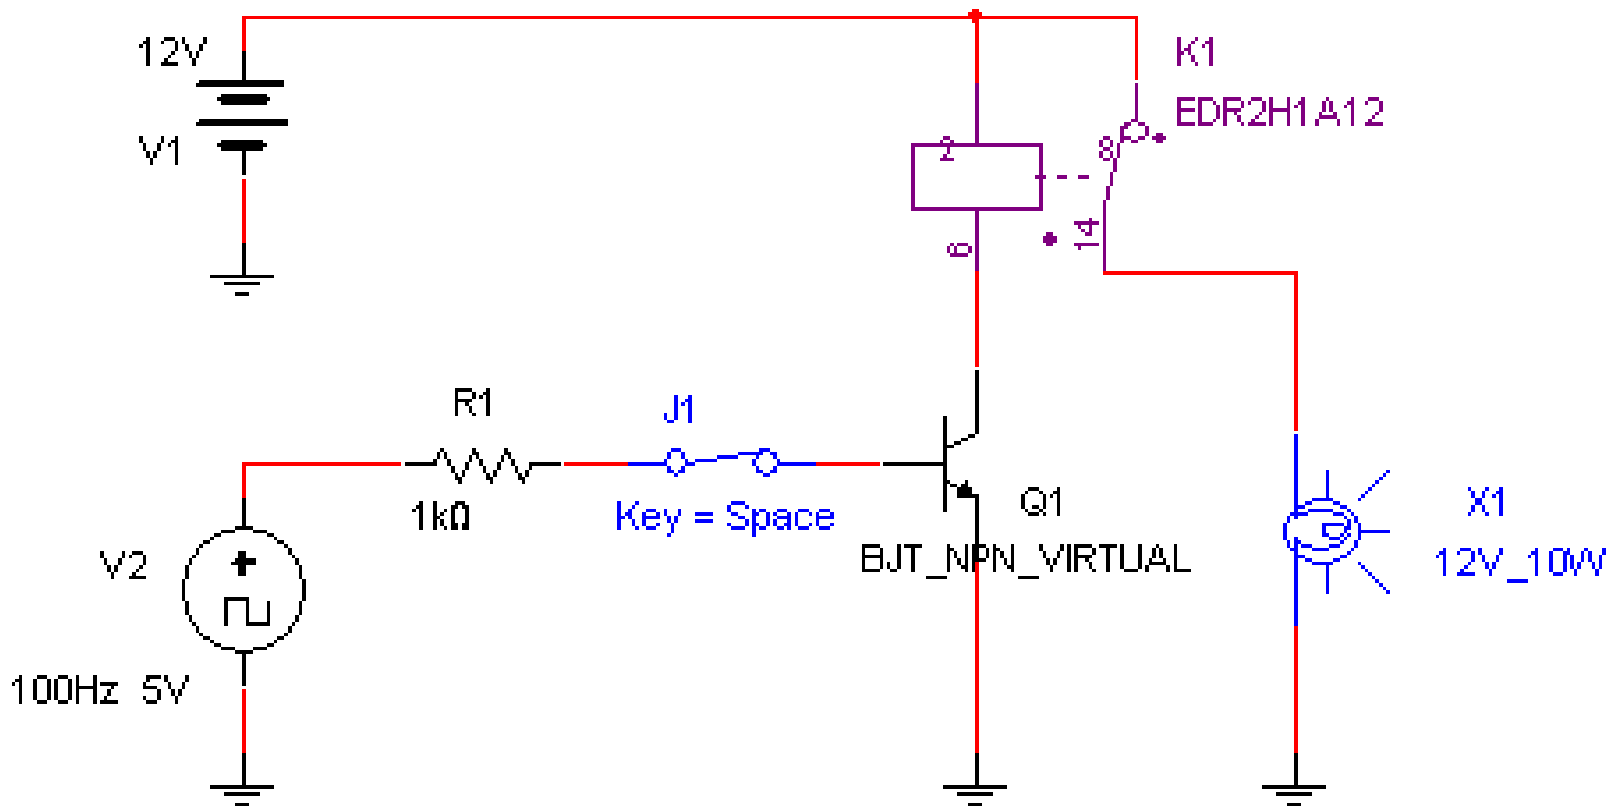 12V
V1
K1
EDR2H1A12
2
8
6
14
R1
1kΩ
J1
Key = Space
Q1
BJT_NPN_VIRTUAL
X1
12V_10W
V2
100Hz 5V